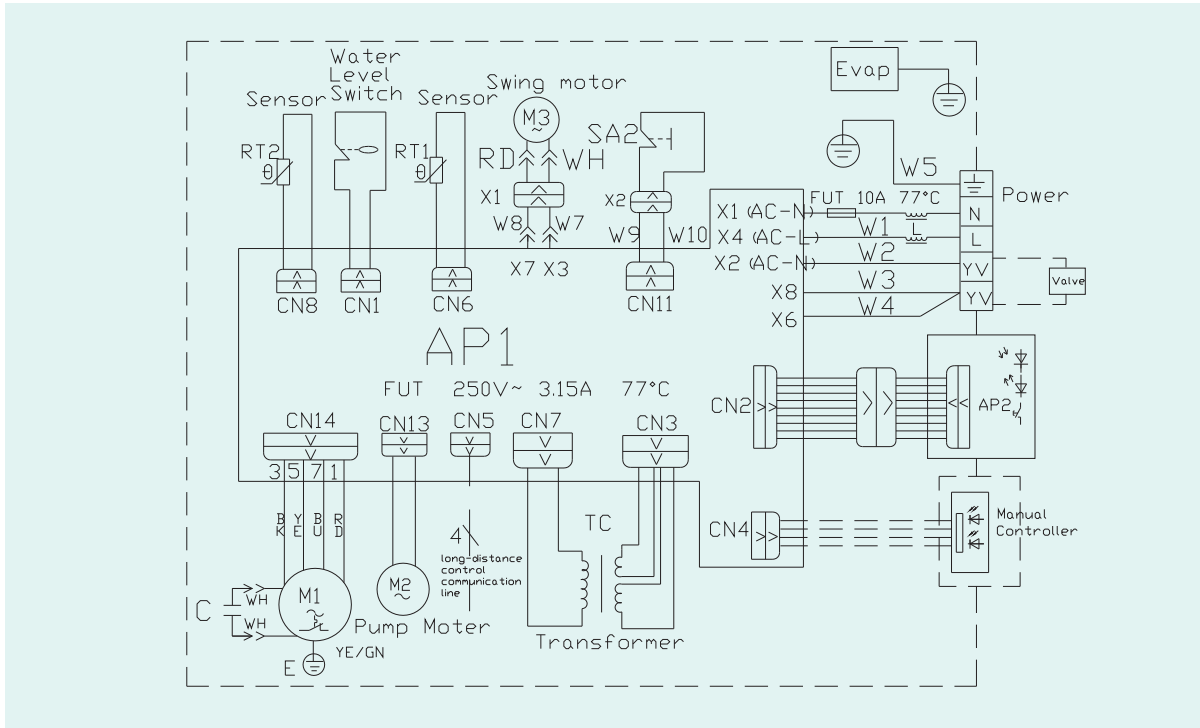 Water
Level
Switch
Sensor
Sensor
Swing motor
M3
~
Evap
RT2
θ
RT1
θ
RD
WH
SA2
X1
X2
W8
W7
W9
W10
X7 X3
CN8
CN1
CN6
CN11
W5
Power
X1 (AC-N)
FUT 10A 77°C
N
X4 (AC-L)
W1
L
L
X2 (AC-N)
W2
YV
X8
W3
Valve
YV
X6
W4
AP1
FUT 250V~ 3.15A 77°C
CN2
AP2
CN14
CN13
CN5
CN7
CN3
3 5 7 1
BK
YE
BU
RD
4
long-distance
control
communication
line
TC
CN4
Manual
Controller
C
WH
WH
M1
~
M2
~
Pump Moter
Transformer
YE/GN
E